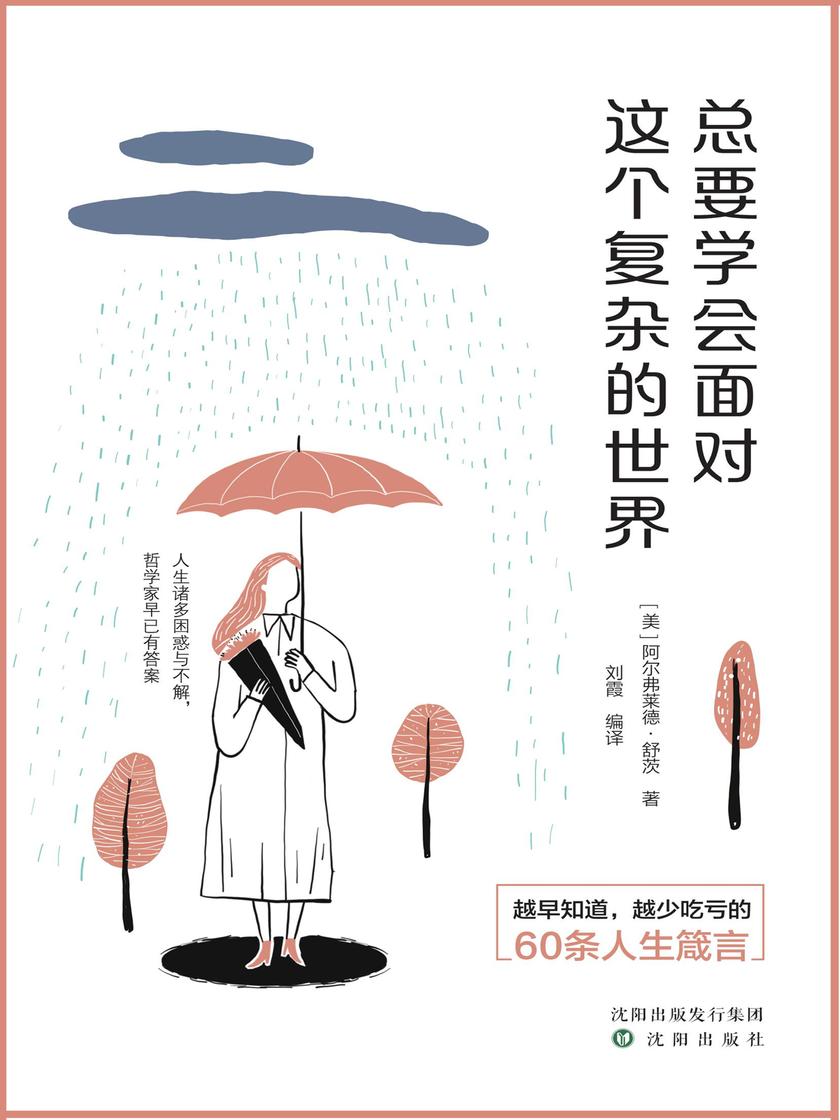 总要学会面对
这个复杂的世界
[美]阿尔弗莱德·舒茨 著
刘霞 编译
人生诸多困惑与不解，
哲学家早已有答案
越早知道，越少吃亏的
60条人生箴言
沈阳出版发行集团
沈阳出版社